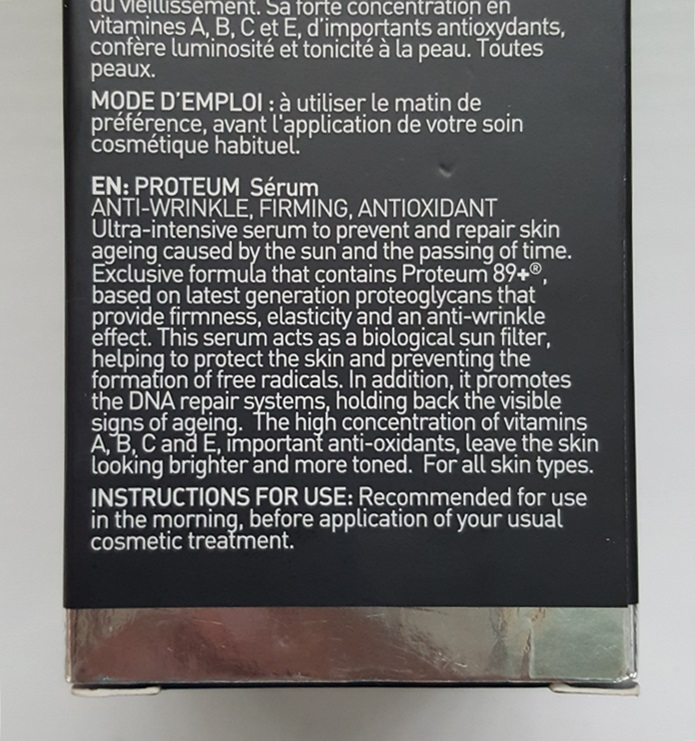 du vieillissement. Sa forte concentration en
vitamines A, B, C et E, d'importants antioxydants,
confère luminosité et tonicité à la peau. Toutes
peaux.
MODE D'EMPLOI : à utiliser le matin de
préférence, avant l'application de votre soin
cosmétique habituel.
EN: PROTEUM Sérum
ANTI-WRINKLE, FIRMING, ANTIOXIDANT
Ultra-intensive serum to prevent and repair skin
ageing caused by the sun and the passing of time.
Exclusive formula that contains Proteum 89+®,
based on latest generation proteoglycans that
provide firmness, elasticity and an anti-wrinkle
effect. This serum acts as a biological sun filter,
helping to protect the skin and preventing the
formation of free radicals. In addition, it promotes
the DNA repair systems, holding back the visible
signs of ageing. The high concentration of vitamins
A, B, C and E, important anti-oxidants, leave the skin
looking brighter and more toned. For all skin types.
INSTRUCTIONS FOR USE: Recommended for use
in the morning, before application of your usual
cosmetic treatment.